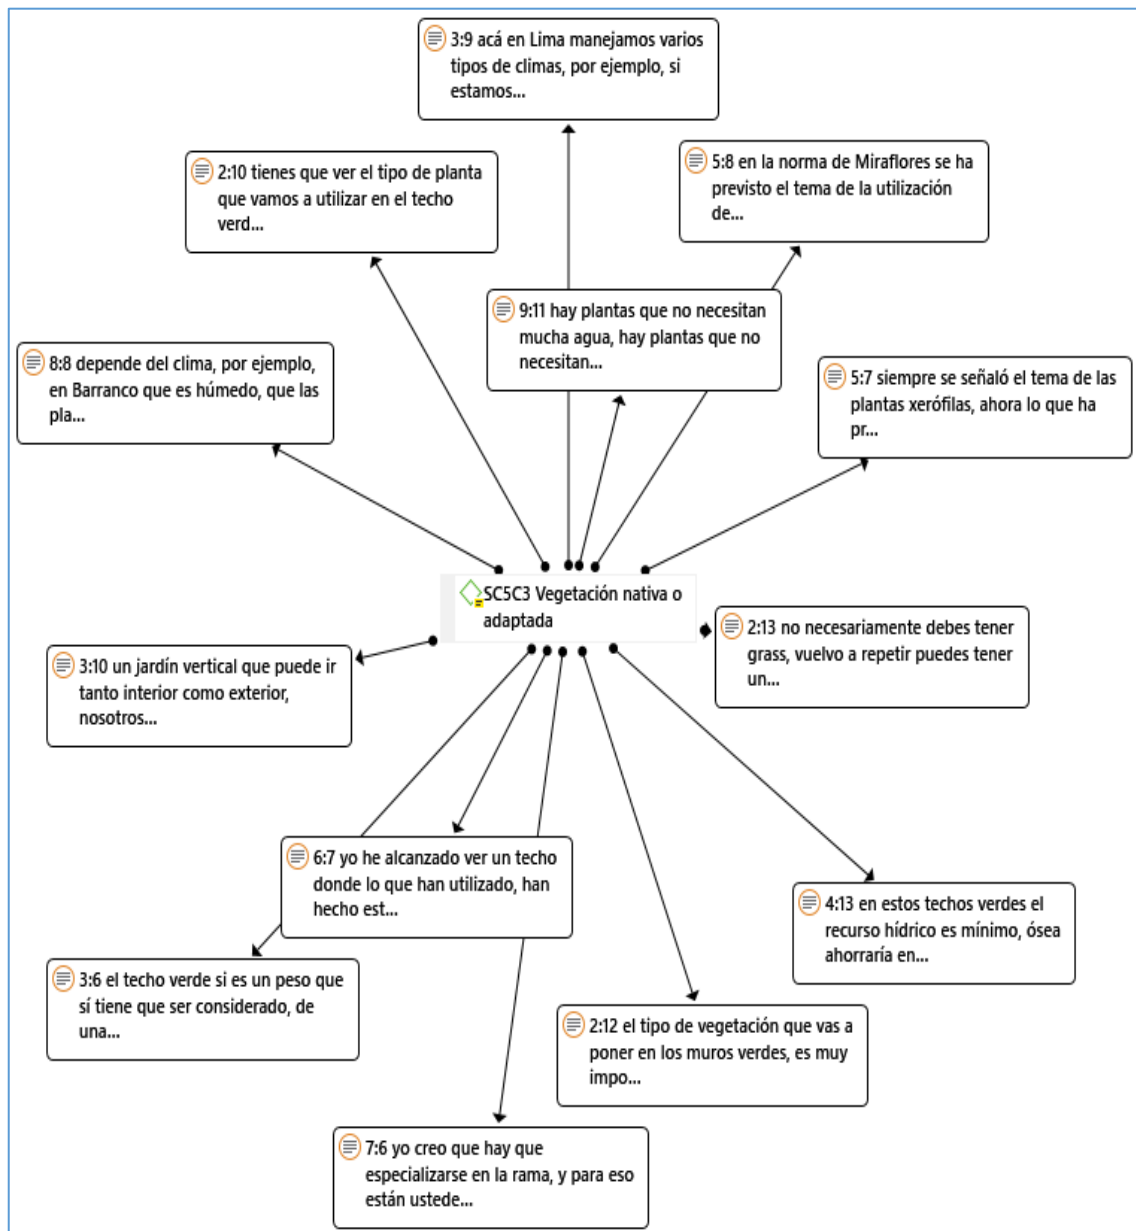 3:9 acá en Lima manejamos varios
tipos de climas, por ejemplo, si
estamos...
2:10 tienes que ver el tipo de planta
que vamos a utilizar en el techo
verd...
5:8 en la norma de Miraflores se ha
previsto el tema de la utilización
de...
9:11 hay plantas que no necesitan
mucha agua, hay plantas que no
necesitan...
8:8 depende del clima, por ejemplo,
en Barranco que es húmedo, que las
pla...
5:7 siempre se señaló el tema de las
plantas xerófilas, ahora lo que ha
pr...
SC5C3 Vegetación nativa o
adaptada
2:13 no necesariamente debes tener
grass, vuelvo a repetir puedes tener
un...
3:10 un jardín vertical que puede ir
tanto interior como exterior,
nosotros...
6:7 yo he alcanzado ver un techo
donde lo que han utilizado, han
hecho est...
4:13 en estos techos verdes el
recurso hídrico es mínimo, ósea
ahorraría en...
3:6 el techo verde si es un peso que
sí tiene que ser considerado, de
una...
2:12 el tipo de vegetación que vas a
poner en los muros verdes, es muy
impo...
7:6 yo creo que hay que
especializarse en la rama, y para eso
están ustede...